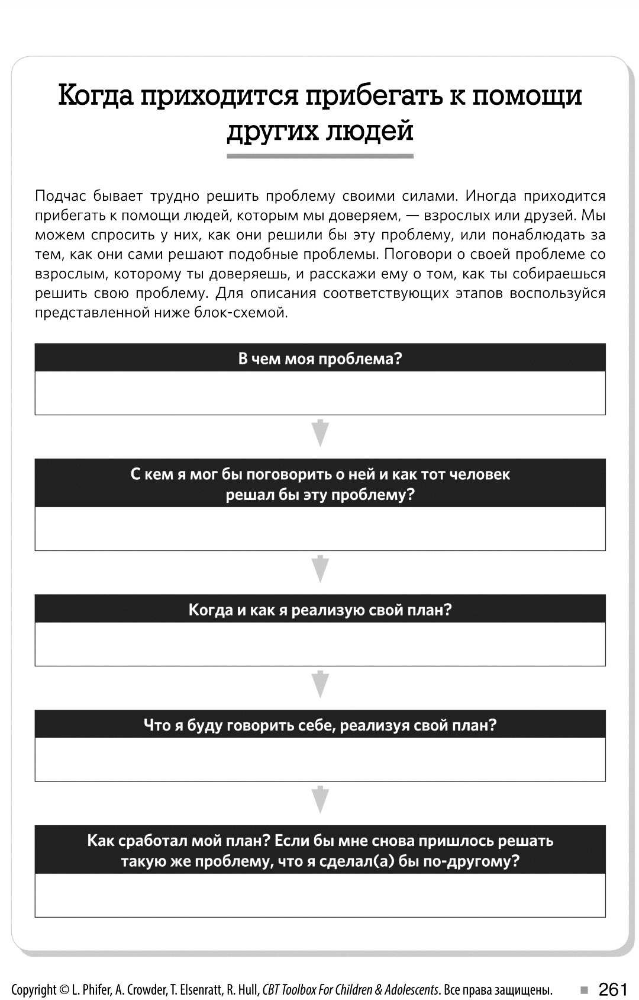 Когда приходится прибегать к помощи
других людей
Подчас бывает трудно решить проблему своими силами. Иногда приходится
прибегать к помощи людей, которым мы доверяем, — взрослых или друзей. Мы
можем спросить у них, как они решили бы эту проблему, или понаблюдать за
тем, как они сами решают подобные проблемы. Поговори о своей проблеме со
взрослым, которому ты доверяешь, и расскажи ему о том, как ты собираешься
решить свою проблему. Для описания соответствующих этапов воспользуйся
представленной ниже блок-схемой.
В чем моя проблема?
С кем я мог бы поговорить о ней и как тот человек
решал бы эту проблему?
Когда и как я реализую свой план?
Что я буду говорить себе, реализуя свой план?
Как сработал мой план? Если бы мне снова пришлось решать
такую же проблему, что я сделал(а) бы по-другому?
Copyright © L. Phifer, A. Crowder, T. Elsenratt, R. Hull, CBT Toolbox For Children & Adolescents. Все права защищены. ■ 261